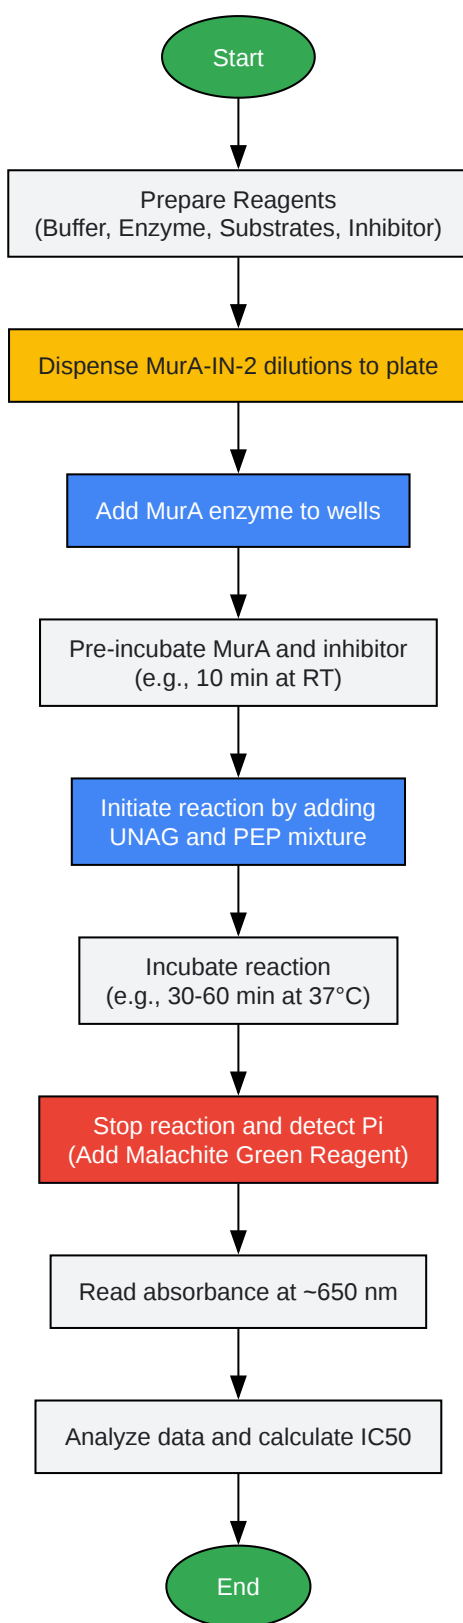 Start
Prepare Reagents
(Buffer, Enzyme, Substrates, Inhibitor)
Dispense MurA-IN-2 dilutions to plate
Add MurA enzyme to wells
Pre-incubate MurA and inhibitor
(e.g., 10 min at RT)
Initiate reaction by adding
UNAG and PEP mixture
Incubate reaction
(e.g., 30-60 min at 37°C)
Stop reaction and detect Pi
(Add Malachite Green Reagent)
Read absorbance at ~650 nm
Analyze data and calculate IC50
End